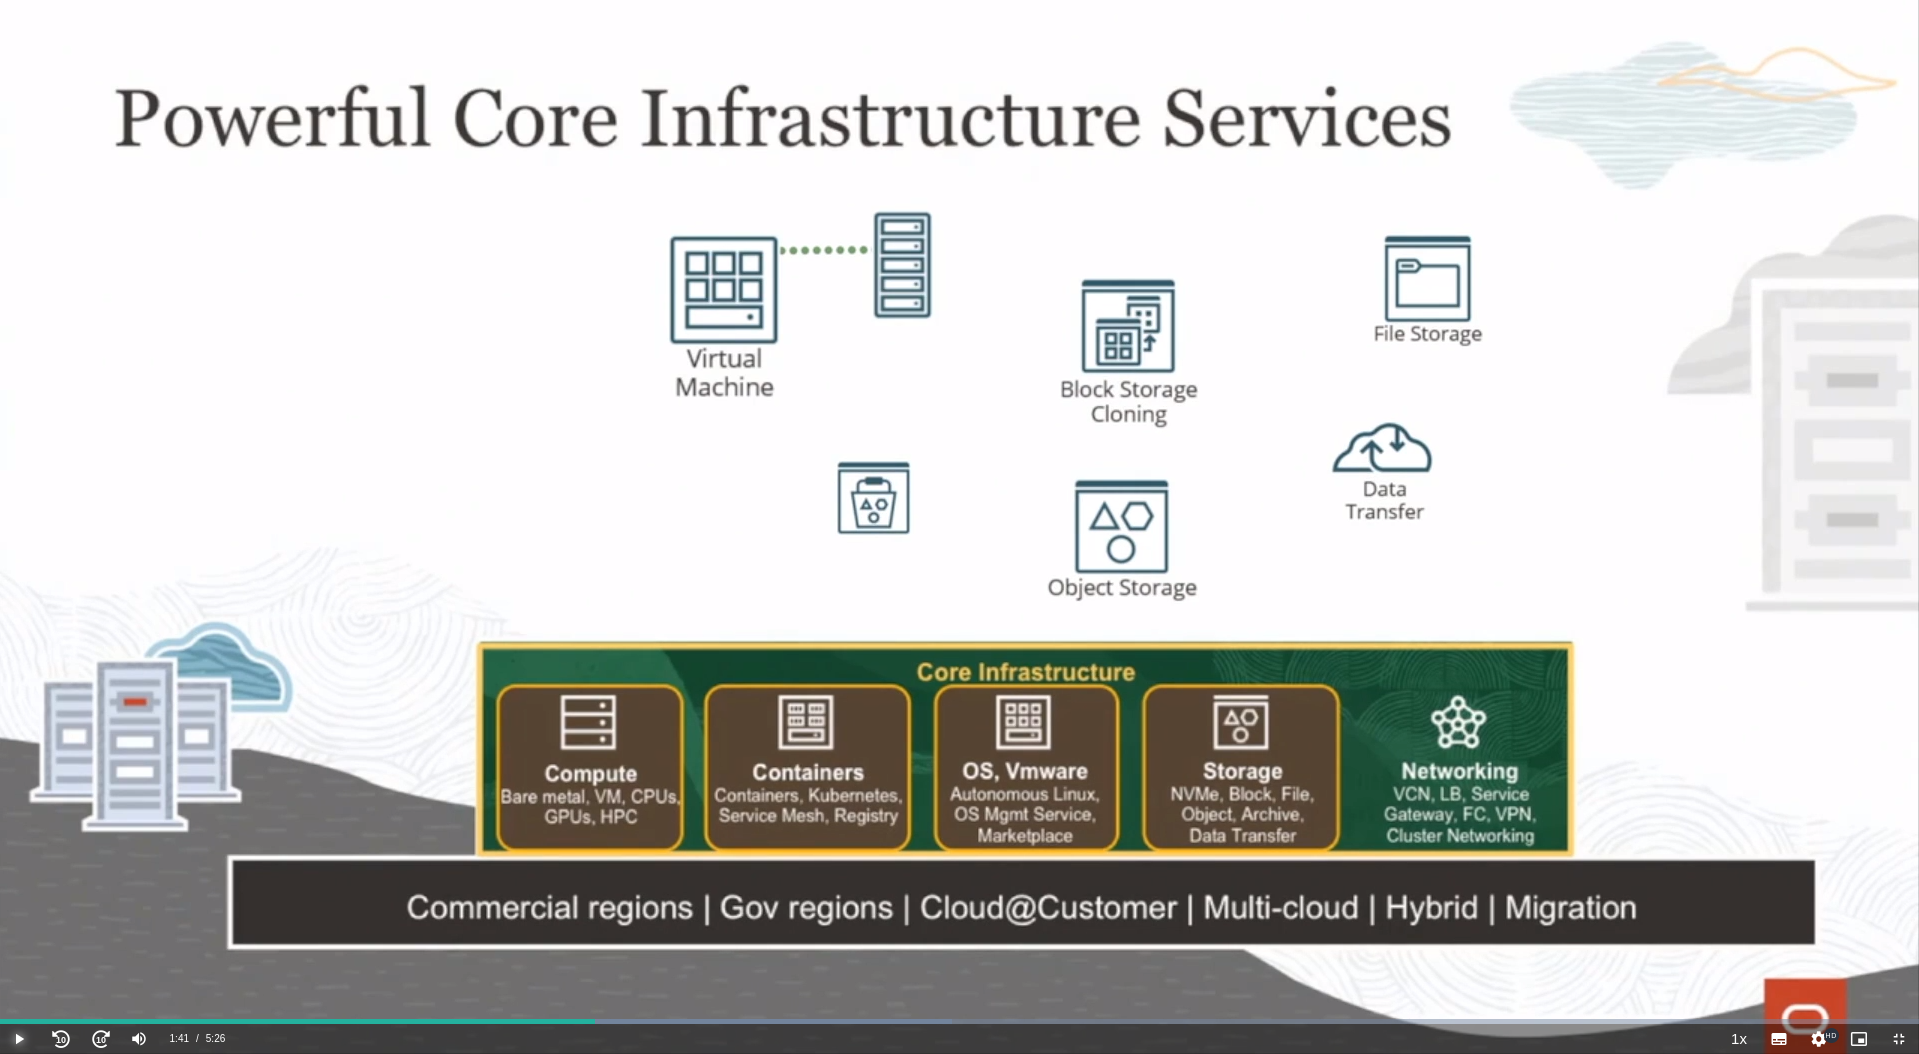 Powerful Core Infrastructure Services
Virtual
Machine
Block Storage
Cloning
File Storage
Data
Transfer
Object Storage
Core Infrastructure
Compute
Bare metal, VM, CPUs,
GPUs, HPC
Containers
Containers, Kubernetes,
Service Mesh, Registry
OS, Vmware
Autonomous Linux,
OS Mgmt Service,
Marketplace
Storage
NVMe, Block, File,
Object, Archive,
Data Transfer
Networking
VCN, LB, Service
Gateway, FC, VPN,
Cluster Networking
Commercial regions | Gov regions | Cloud@Customer | Multi-cloud | Hybrid | Migration
10 10 1:41 / 5:26 1x HD